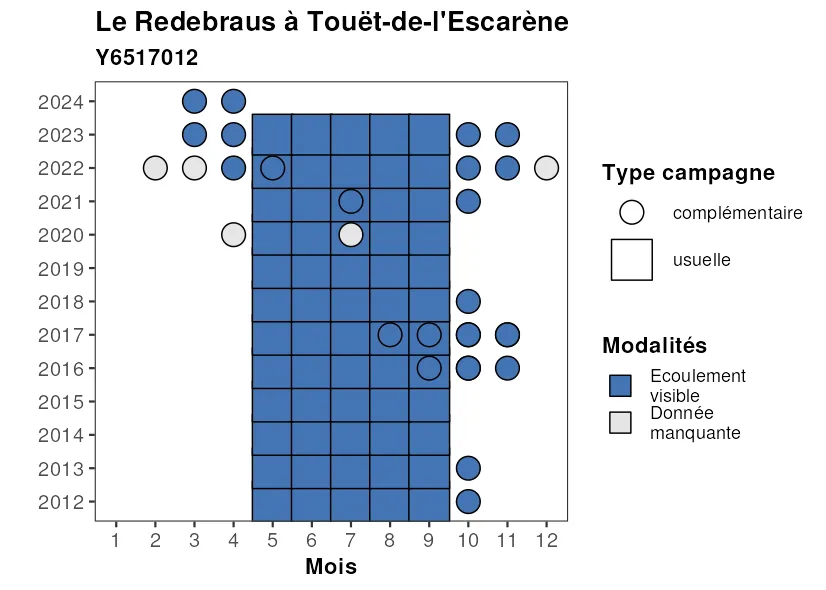 Le Redebraus à Touët-de-l'Escarène
Y6517012
2024
2023
2022
2021
2020
2019
2018
2017
2016
2015
2014
2013
2012
1 2 3 4 5 6 7 8 9 10 11 12
Mois
Type campagne
complémentaire
usuelle
Modalités
Ecoulement
visible
Donnée
manquante